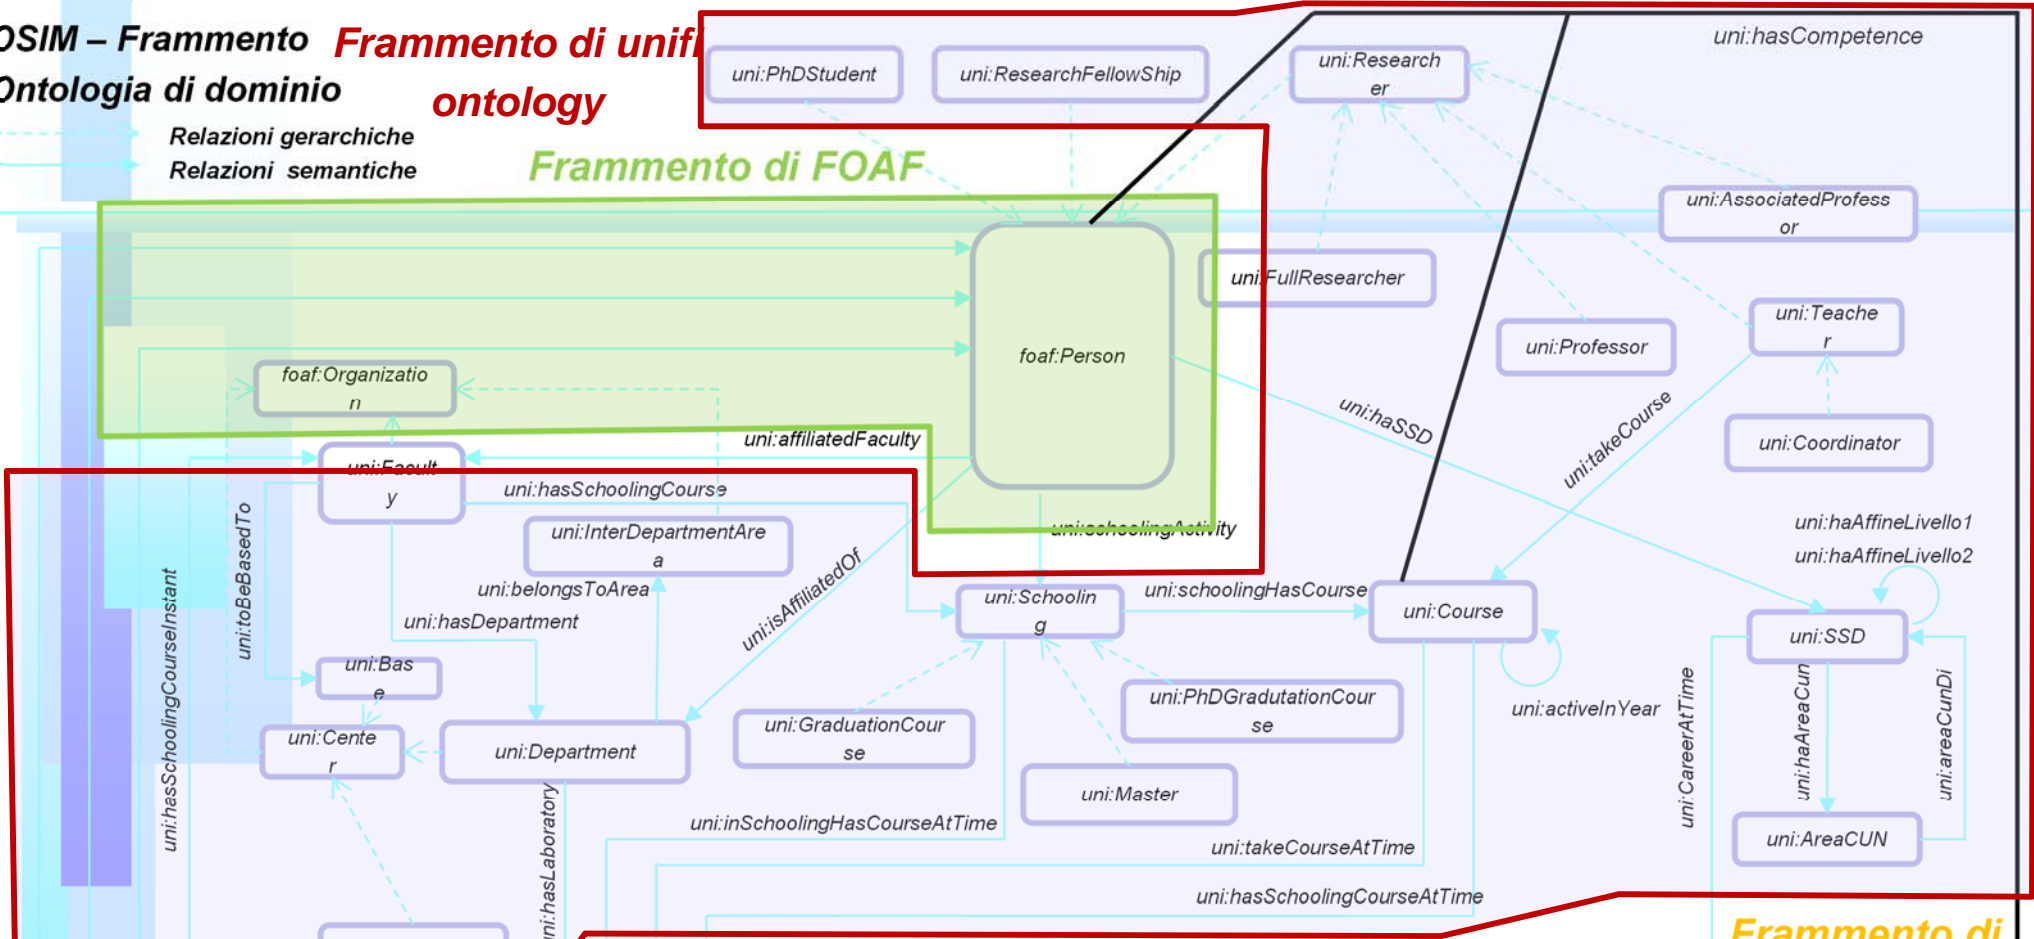 OSIM – Frammento
Ontologia di dominio
Relazioni gerarchiche
Relazioni semantiche
Frammento di unifi
ontology
Frammento di FOAF
uni:PhDStudent
uni:ResearchFellowShip
uni:Research
er
uni:hasCompetence
uni:AssociatedProfess
or
uni:FullResearcher
uni:Professor
uni:Teache
r
uni:Coordinator
foaf:Person
foaf:Organizatio
n
uni:affiliatedFaculty
uni:haSSD
uni:takeCourse
uni:Facult
y
uni:hasSchoolingCourse
uni:InterDepartmentAre
a
uni:schoolingActivity
uni:haAffineLivello1
uni:haAffineLivello2
uni:toBeBasedTo
uni:hasSchoolingCourseInstant
uni:belongsToArea
uni:hasDepartment
uni:isAffiliatedOf
uni:Schoolin
g
uni:schoolingHasCourse
uni:Course
uni:SSD
uni:Bas
e
uni:Cente
r
uni:Department
uni:GraduationCour
se
uni:PhDGradutationCour
se
uni:Master
uni:activeInYear
uni:CareerAtTime
uni:haAreaCun
uni:areaCunDi
uni:AreaCUN
uni:hasLaboratory
uni:inSchoolingHasCourseAtTime
uni:takeCourseAtTime
uni:hasSchoolingCourseAtTime
Frammento di